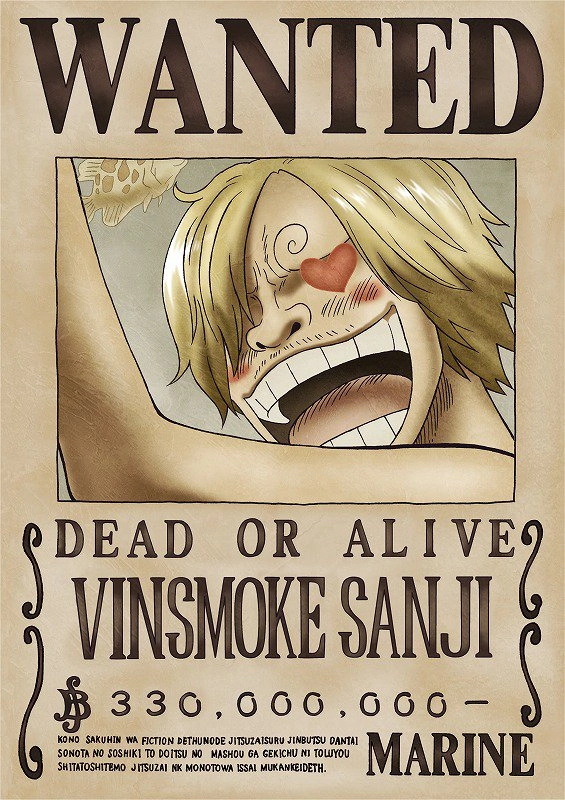 WANTED
DEAD OR ALIVE
VINSMOKE SANJI
฿ 330,000,000-
KONO SAKUHIN WA FICTION DETHUNODE JITSUZAISURU JINBUTSU DANTAI
SONOTA NO SOSHIKI TO DOITSU NO MASHOU GA GEKICHU NI TOUJYOU
SHITATOSHITEMO JITSUZAI NK MONOTOWA ISSAI MUKANKEIDETH.
MARINE